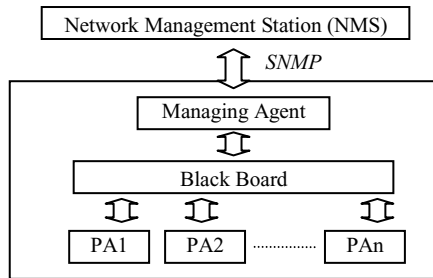 Network Management Station (NMS)
SNMP
Managing Agent
Black Board
PA1 PA2 ................ PAn